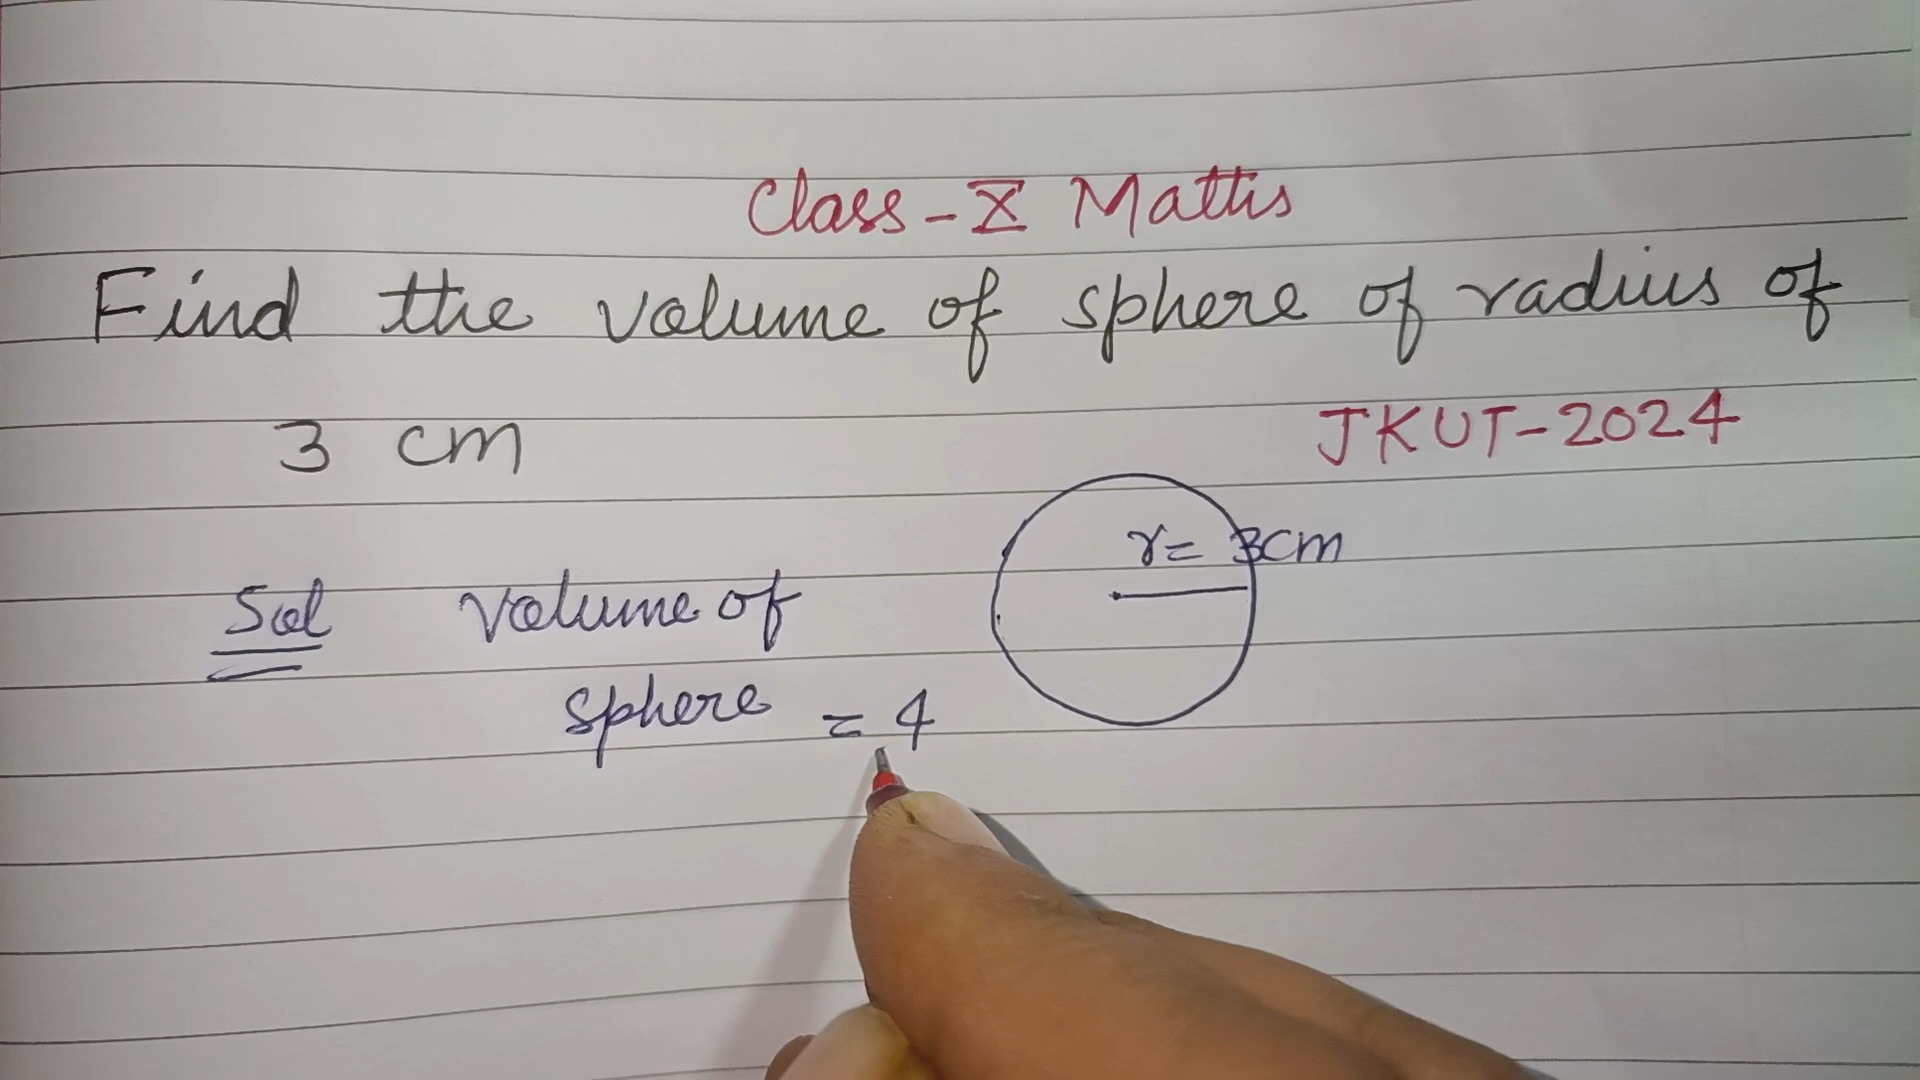 Class-X Maths
Find the volume of sphere of radius of
3 cm
JKUT-2024
r= 3cm
Sol volume of
sphere = 4